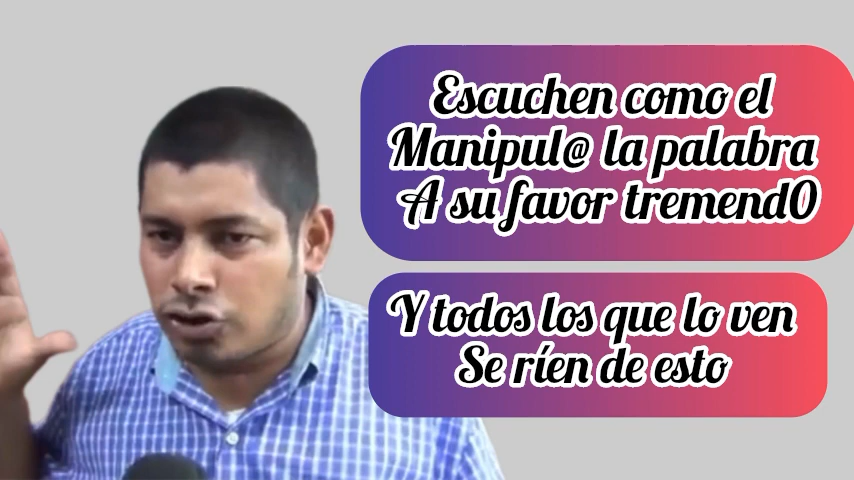 Escuchen como el
Manipul@ la palabra
A su favor tremend0
Y todos los que lo ven
Se ríen de esto